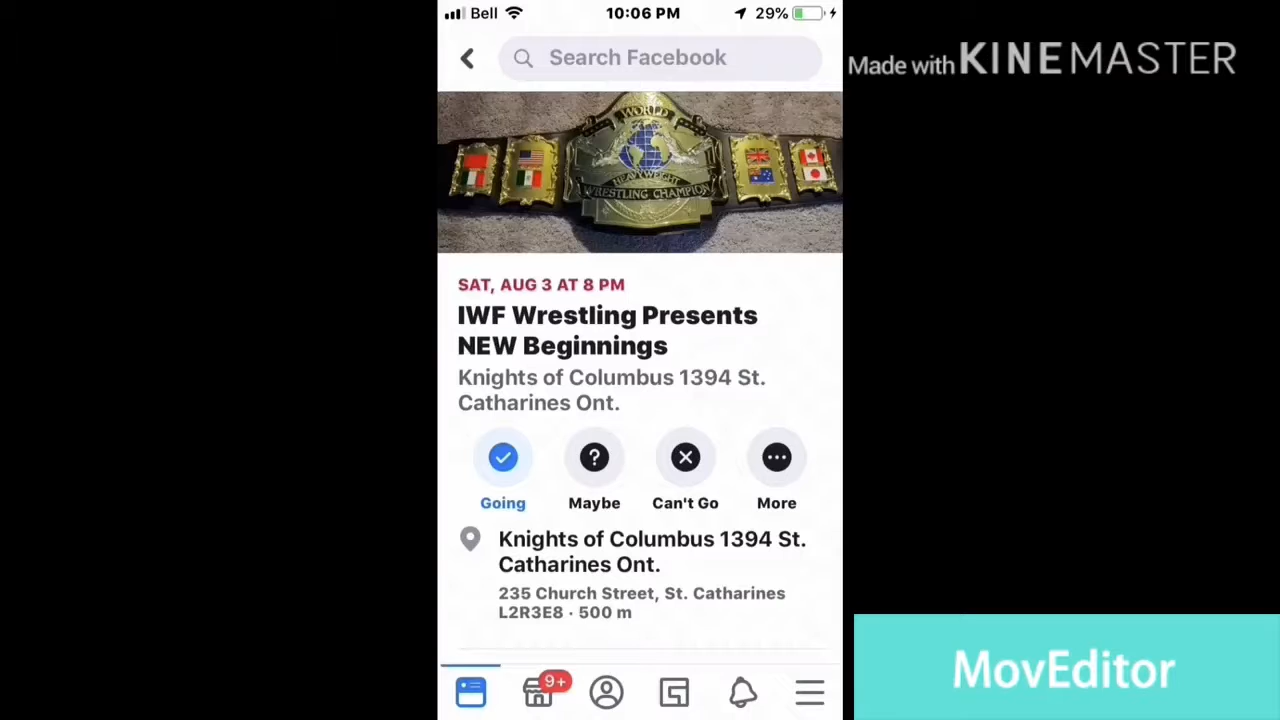 Bell
10:06 PM
29%
Search Facebook
Made with KINEMASTER
WORLD
HEAVYWEIGHT
WRESTLING CHAMPION
SAT, AUG 3 AT 8 PM
IWF Wrestling Presents
NEW Beginnings
Knights of Columbus 1394 St.
Catharines Ont.
Going
Maybe
Can't Go
More
Knights of Columbus 1394 St.
Catharines Ont.
235 Church Street, St. Catharines
L2R3E8 · 500 m
9+
MovEditor